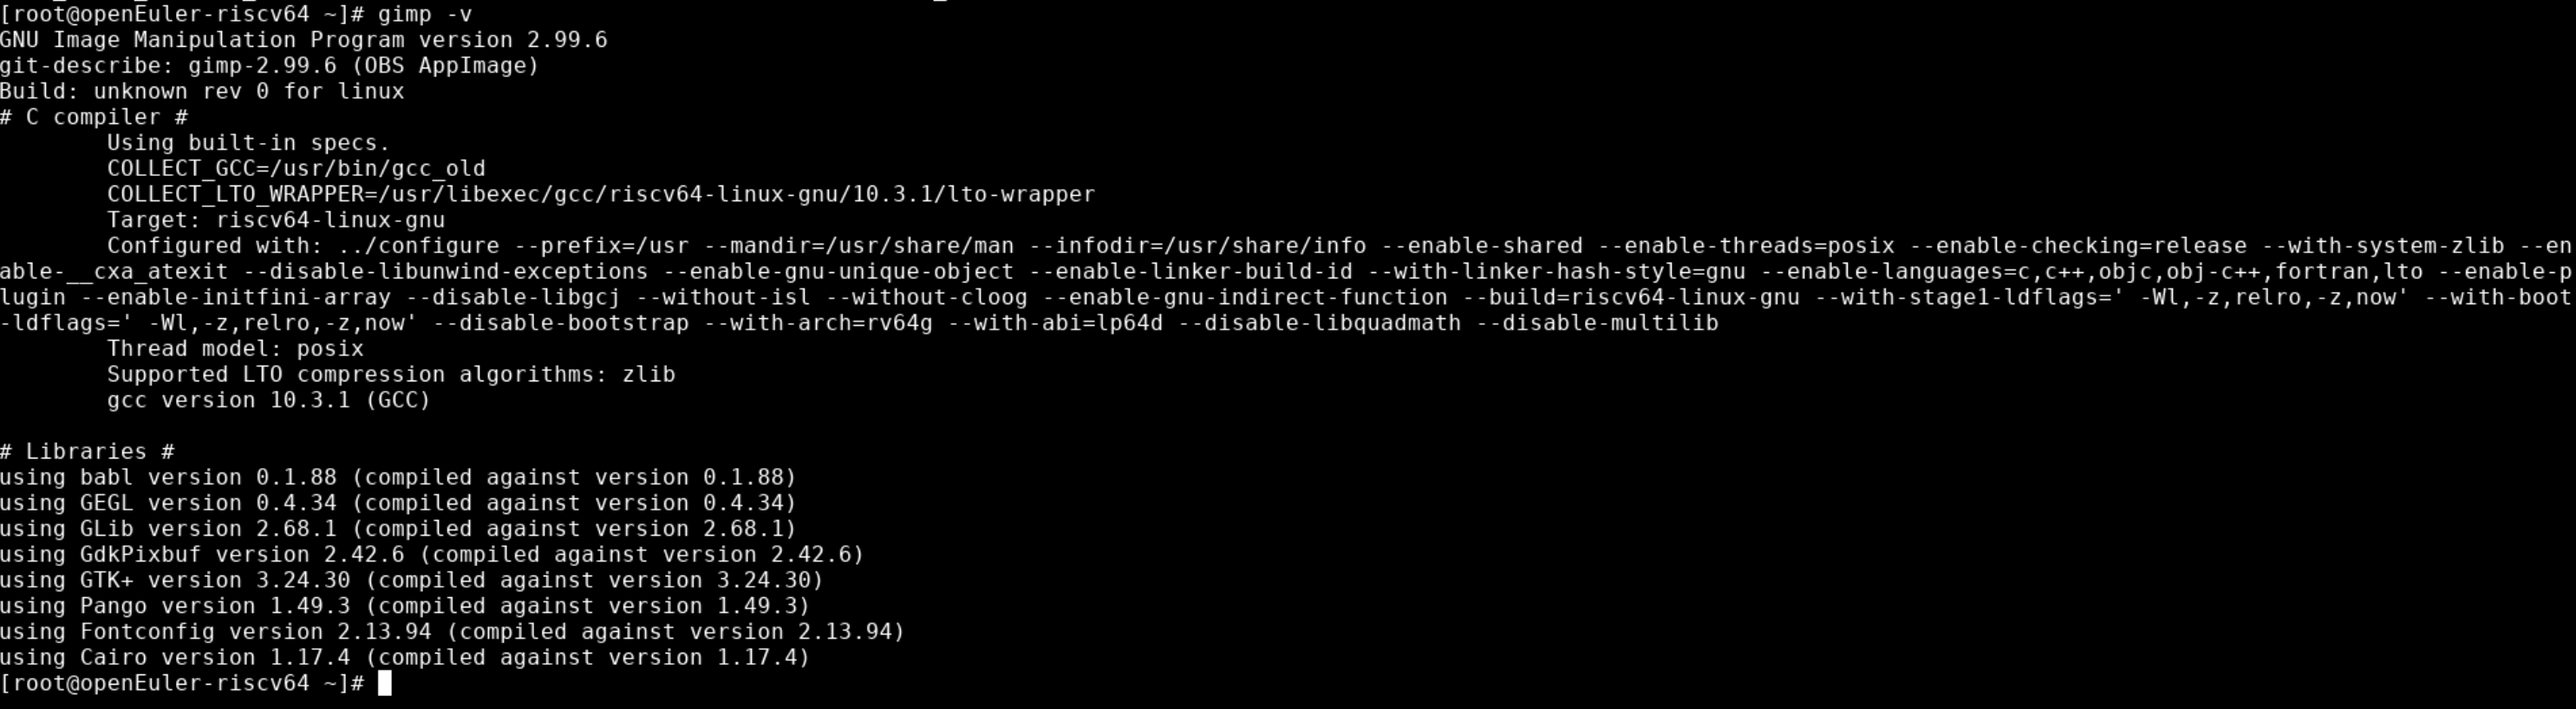 [root@openEuler-riscv64 ~]# gimp -v
GNU Image Manipulation Program version 2.99.6
git-describe: gimp-2.99.6 (OBS AppImage)
Build: unknown rev 0 for linux
# C compiler #
Using built-in specs.
COLLECT_GCC=/usr/bin/gcc_old
COLLECT_LTO_WRAPPER=/usr/libexec/gcc/riscv64-linux-gnu/10.3.1/lto-wrapper
Target: riscv64-linux-gnu
Configured with: ../configure --prefix=/usr --mandir=/usr/share/man --infodir=/usr/share/info --enable-shared --enable-threads=posix --enable-checking=release --with-system-zlib --en
able-__cxa_atexit --disable-libunwind-exceptions --enable-gnu-unique-object --enable-linker-build-id --with-linker-hash-style=gnu --enable-languages=c,c++,objc,obj-c++,fortran,lto --enable-p
lugin --enable-initfini-array --disable-libgcj --without-isl --without-cloog --enable-gnu-indirect-function --build=riscv64-linux-gnu --with-stage1-ldflags=' -Wl,-z,relro,-z,now' --with-boot
-ldflags=' -Wl,-z,relro,-z,now' --disable-bootstrap --with-arch=rv64g --with-abi=lp64d --disable-libquadmath --disable-multilib
Thread model: posix
Supported LTO compression algorithms: zlib
gcc version 10.3.1 (GCC)
# Libraries #
using babl version 0.1.88 (compiled against version 0.1.88)
using GEGL version 0.4.34 (compiled against version 0.4.34)
using GLib version 2.68.1 (compiled against version 2.68.1)
using GdkPixbuf version 2.42.6 (compiled against version 2.42.6)
using GTK+ version 3.24.30 (compiled against version 3.24.30)
using Pango version 1.49.3 (compiled against version 1.49.3)
using Fontconfig version 2.13.94 (compiled against version 2.13.94)
using Cairo version 1.17.4 (compiled against version 1.17.4)
[root@openEuler-riscv64 ~]#